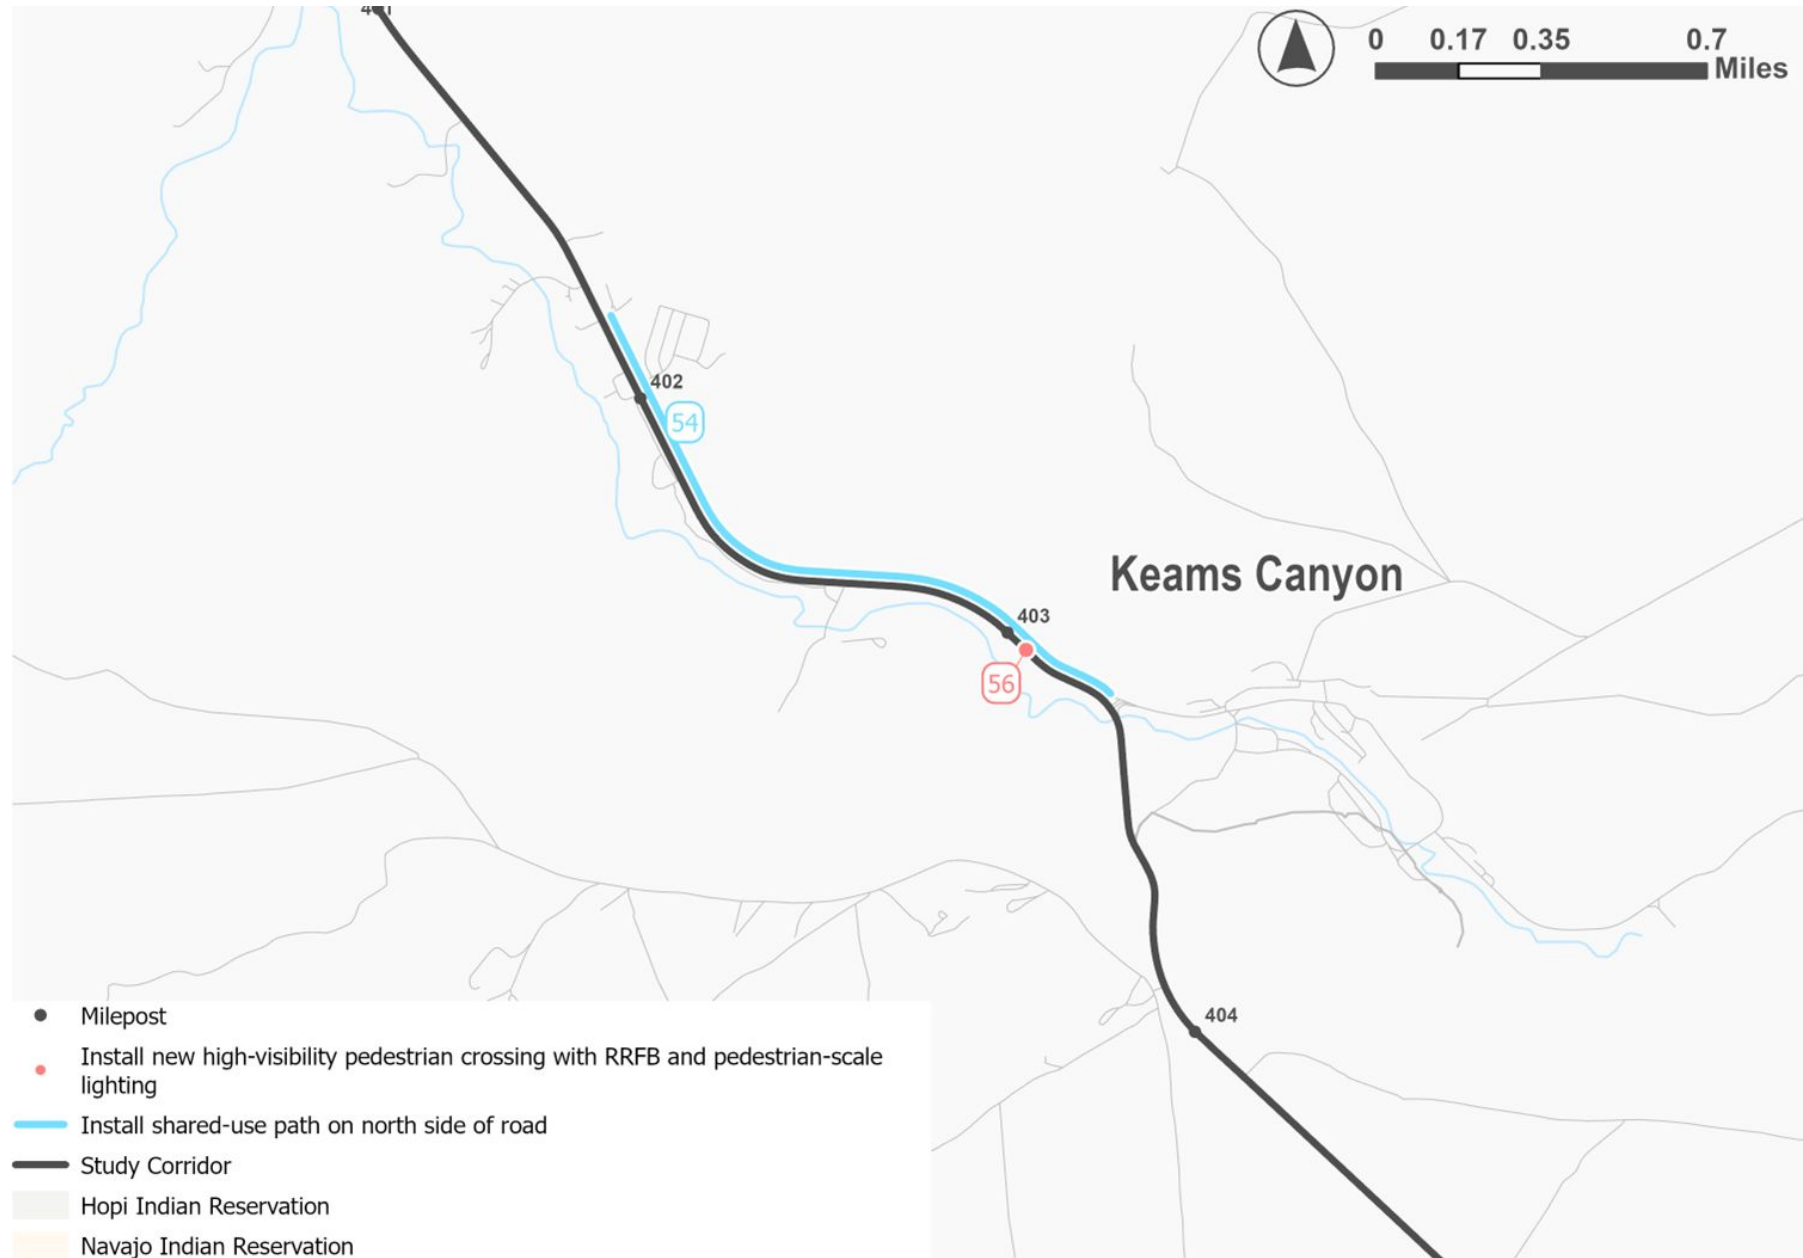 401
0 0.17 0.35 0.7
Miles
402
54
Keams Canyon
403
56
404
Milepost
Install new high-visibility pedestrian crossing with RRFB and pedestrian-scale
lighting
Install shared-use path on north side of road
Study Corridor
Hopi Indian Reservation
Navajo Indian Reservation